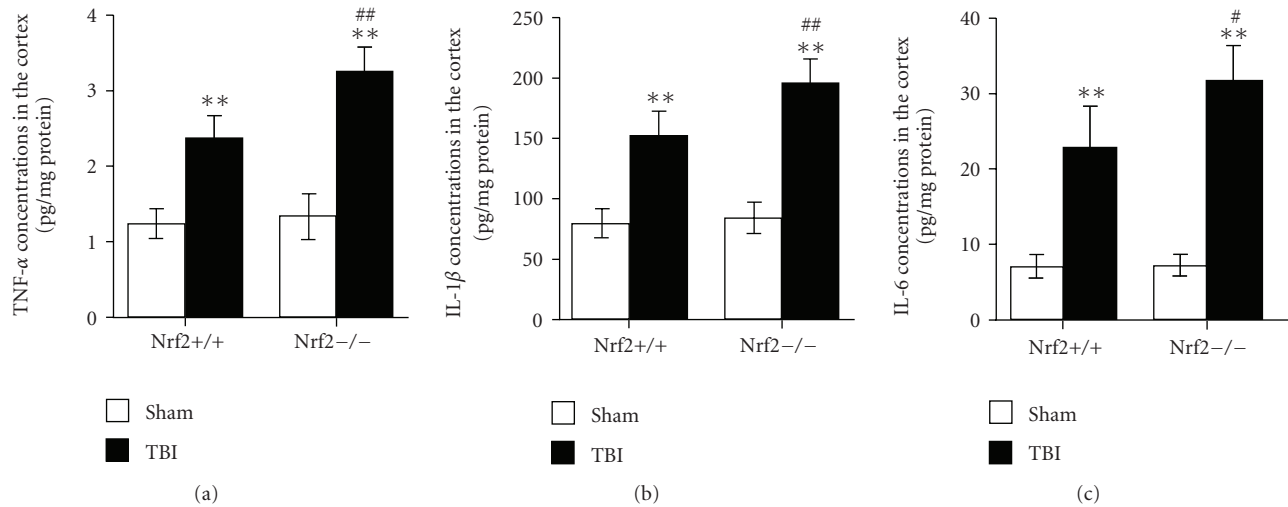 TNF-α concentrations in the cortex
(pg/mg protein)
4
3
2
1
0
**
##
**
Nrf2+/+
Nrf2−/−
Sham
TBI
(a)
IL-1β concentrations in the cortex
(pg/mg protein)
250
200
150
100
50
0
**
##
**
Nrf2+/+
Nrf2−/−
Sham
TBI
(b)
IL-6 concentrations in the cortex
(pg/mg protein)
40
30
20
10
0
**
#
**
Nrf2+/+
Nrf2−/−
Sham
TBI
(c)